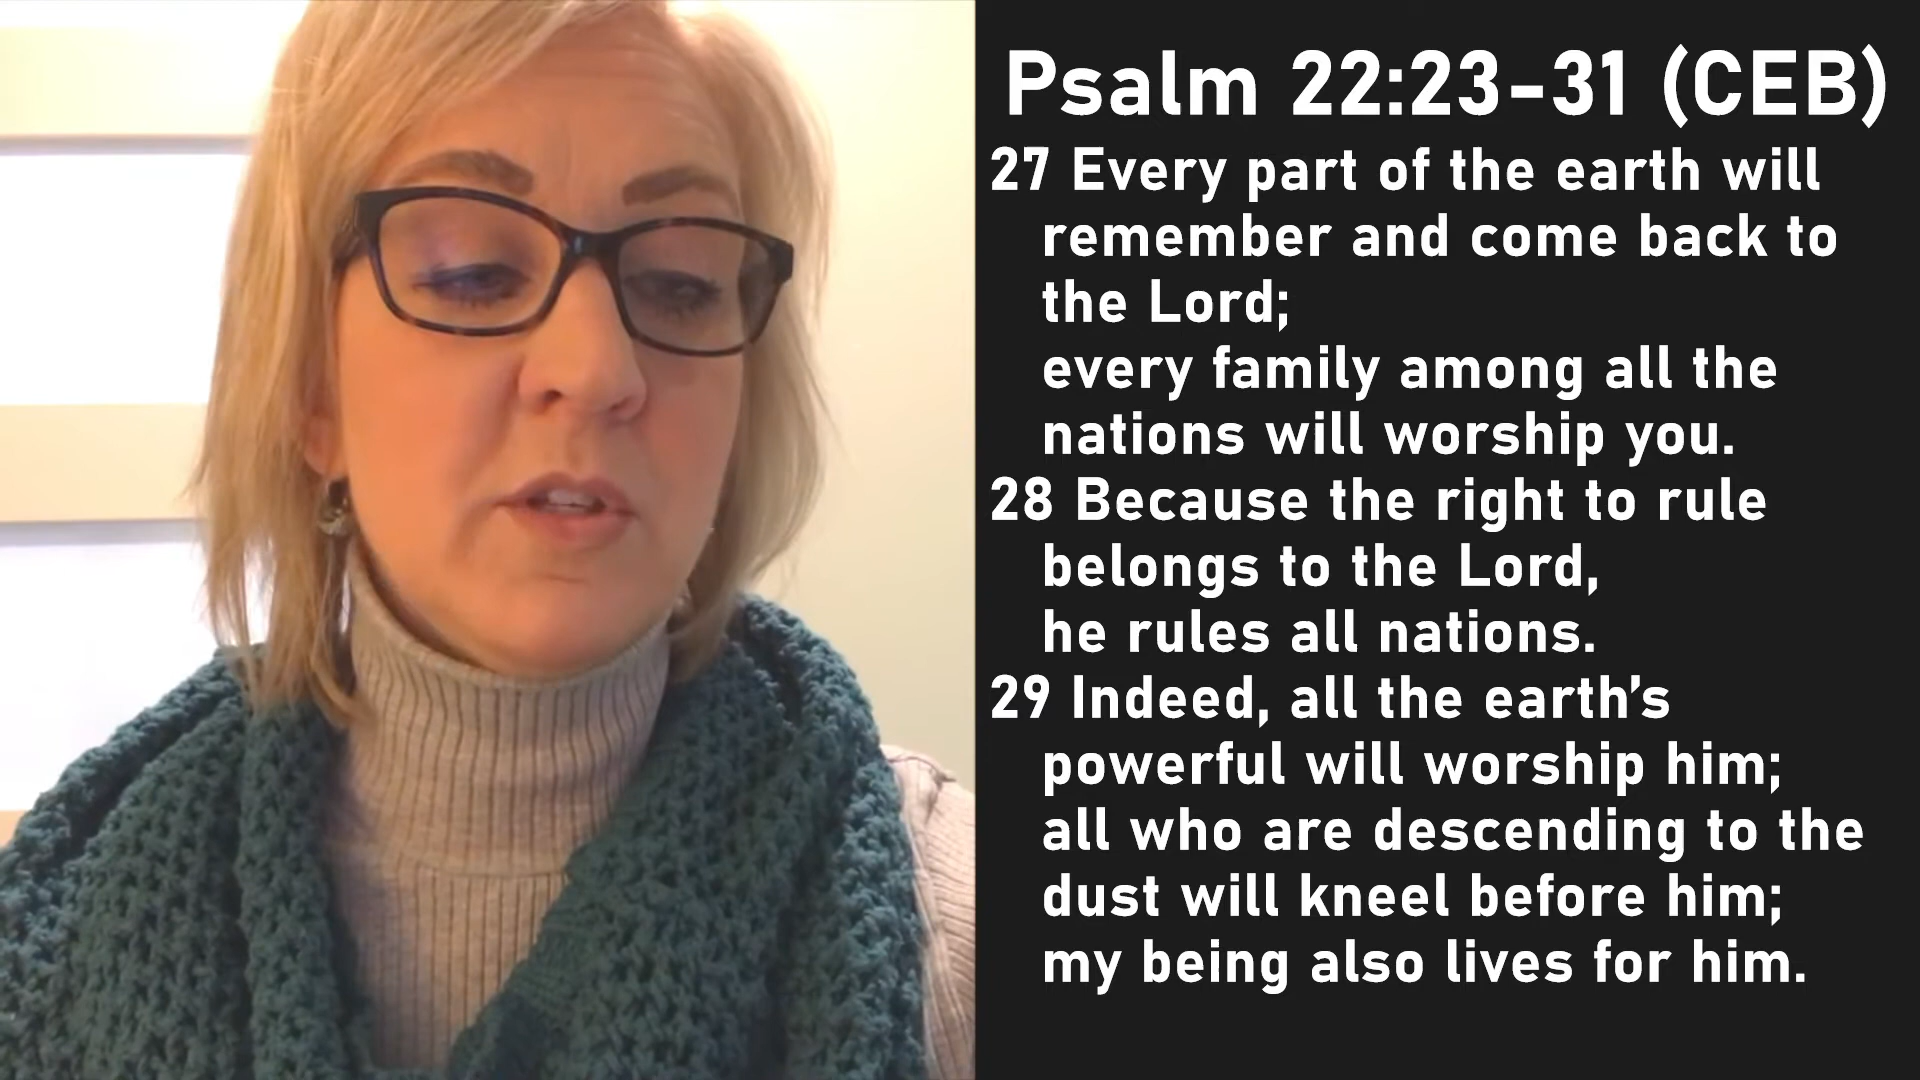 Psalm 22:23-31 (CEB)
27 Every part of the earth will
remember and come back to
the Lord;
every family among all the
nations will worship you.
28 Because the right to rule
belongs to the Lord,
he rules all nations.
29 Indeed, all the earth’s
powerful will worship him;
all who are descending to the
dust will kneel before him;
my being also lives for him.